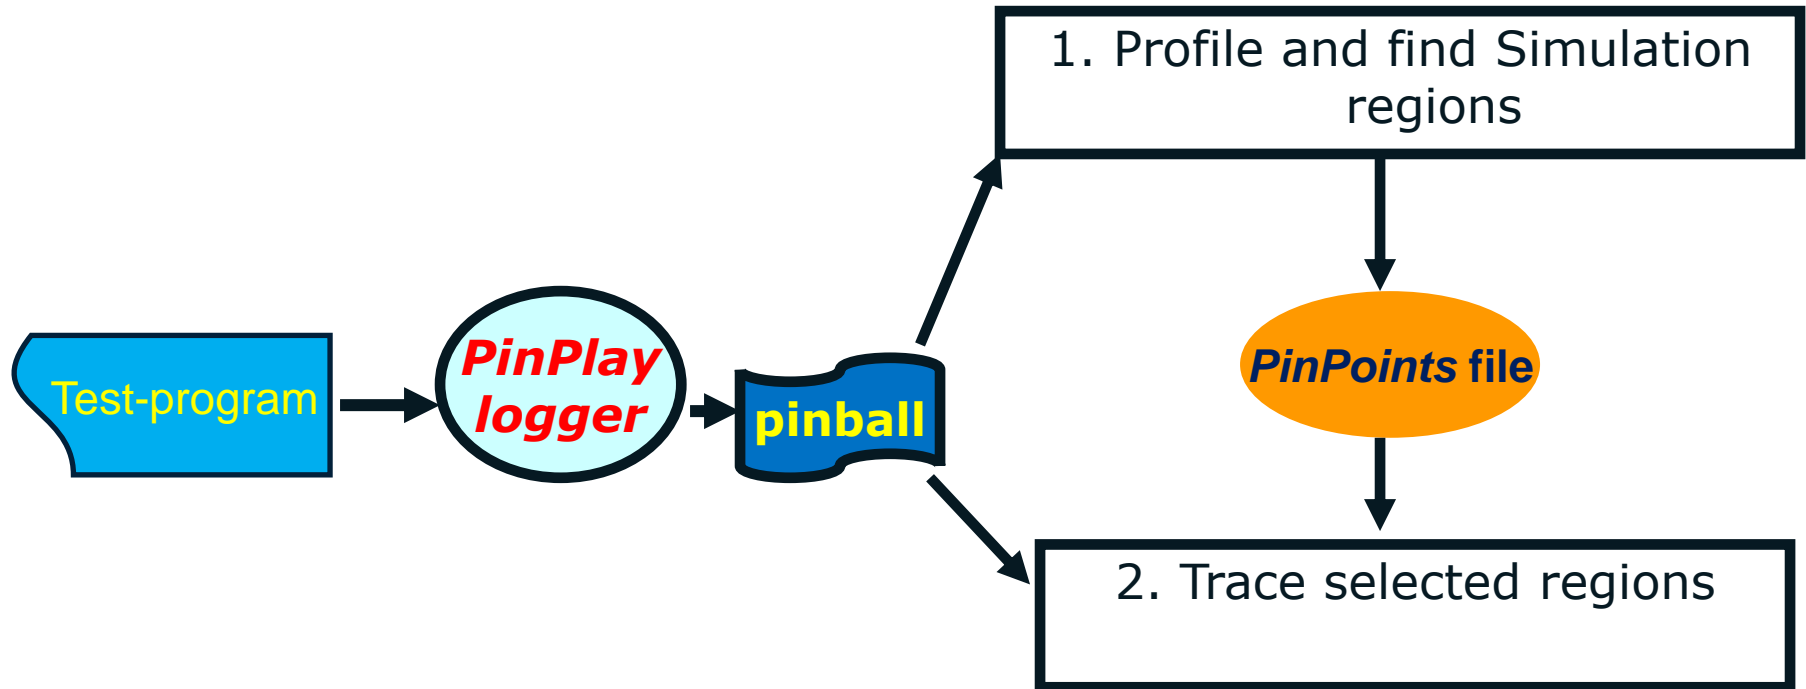 1. Profile and find Simulation
regions
Test-program
PinPlay
logger
pinball
PinPoints file
2. Trace selected regions